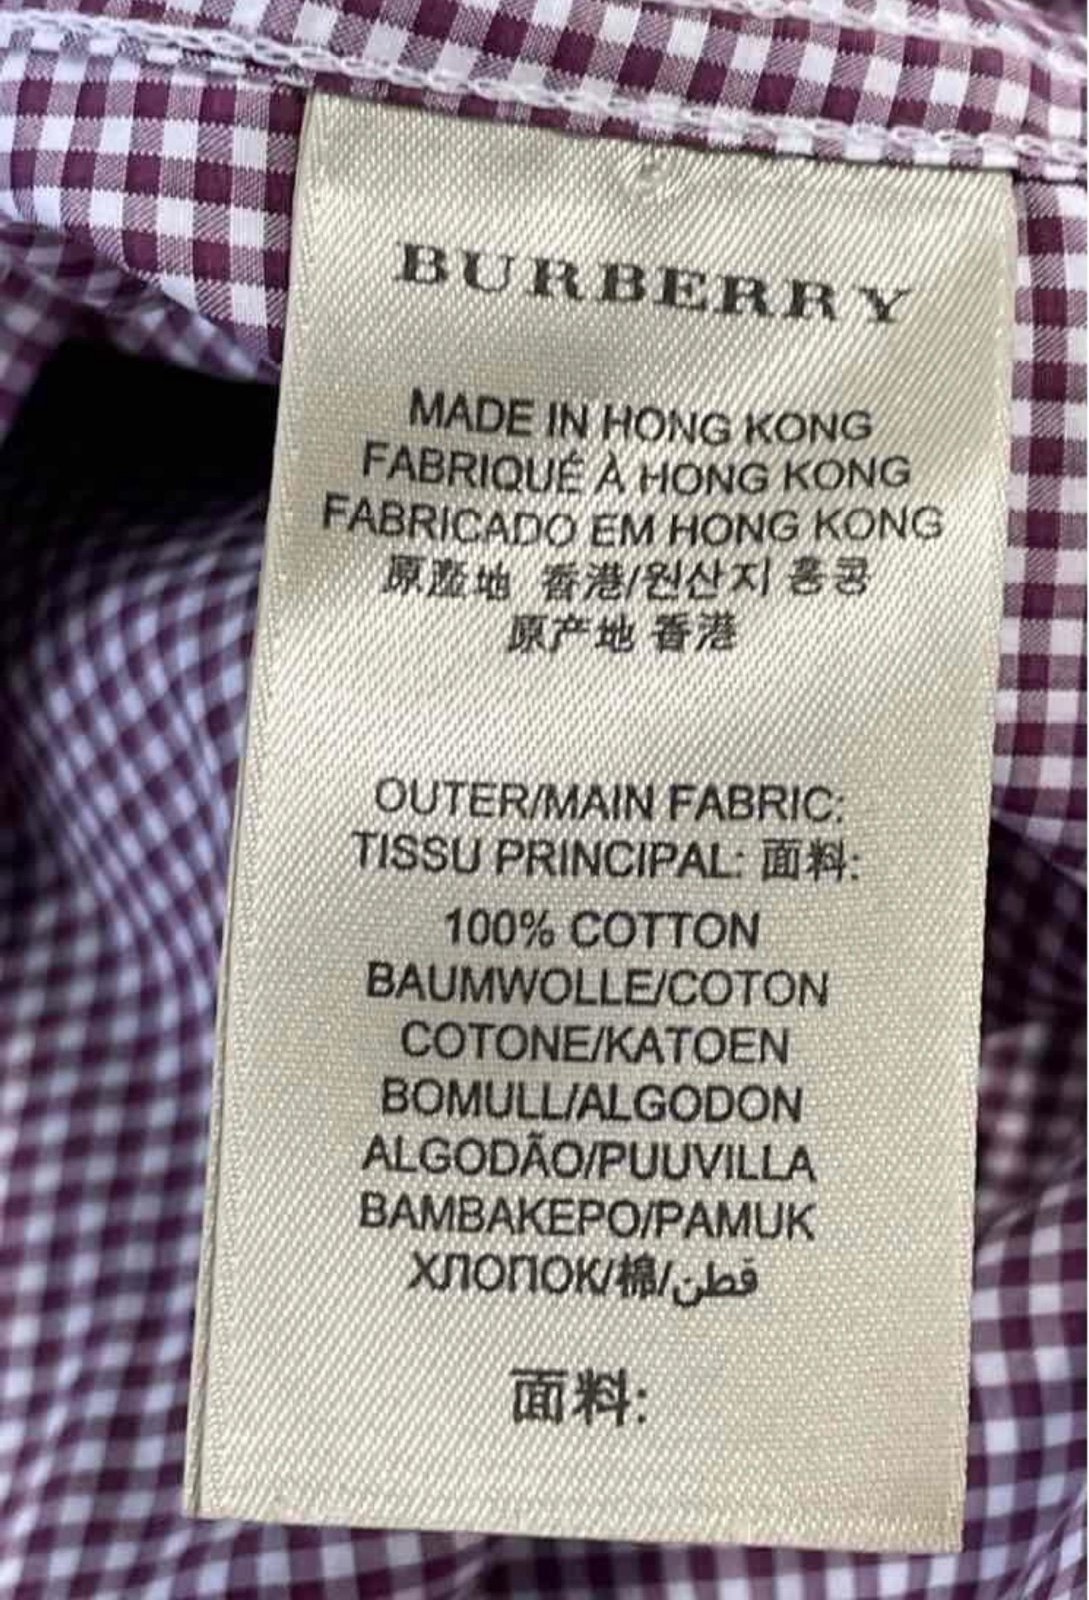 BURBERRY
MADE IN HONG KONG
FABRIQUÉ À HONG KONG
FABRICADO EM HONG KONG
原產地 香港/원산지 홍콩
原产地 香港
OUTER/MAIN FABRIC:
TISSU PRINCIPAL: 面料:
100% COTTON
BAUMWOLLE/COTON
COTONE/KATOEN
BOMULL/ALGODON
ALGODÃO/PUUVILLA
BAMBAKEPO/PAMUK
ХЛОПОК/棉/قطن
面料: